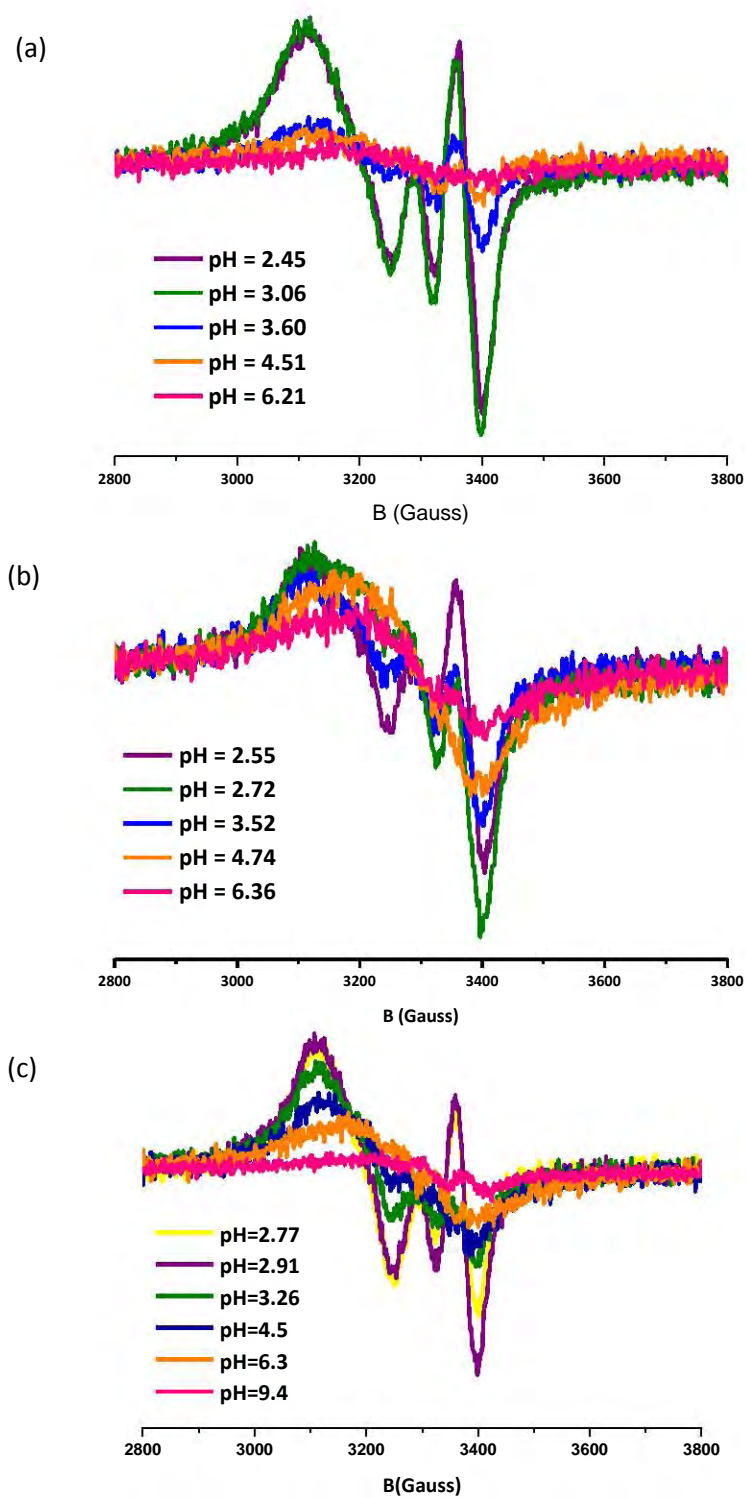 (a)
pH = 2.45
pH = 3.06
pH = 3.60
pH = 4.51
pH = 6.21
2800 3000 3200 3400 3600 3800
B (Gauss)
(b)
pH = 2.55
pH = 2.72
pH = 3.52
pH = 4.74
pH = 6.36
2800 3000 3200 3400 3600 3800
B (Gauss)
(c)
pH=2.77
pH=2.91
pH=3.26
pH=4.5
pH=6.3
pH=9.4
2800 3000 3200 3400 3600 3800
B(Gauss)